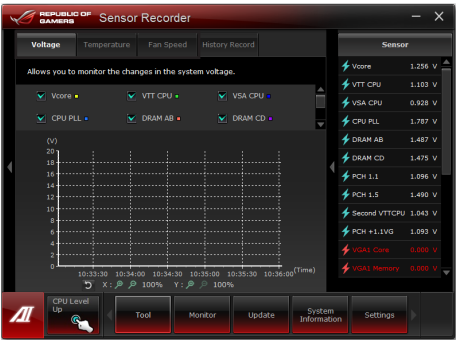 REPUBLIC OF
GAMERS
Sensor Recorder
Voltage
Temperature
Fan Speed
History Record
Allows you to monitor the changes in the system voltage.
Vcore
VTT CPU
VSA CPU
CPU PLL
DRAM AB
DRAM CD
(V)
20
18
16
14
12
10
8
6
4
2
0
10:33:30 10:34:00 10:34:30 10:35:00 10:35:30 10:36:00 (Time)
X : 100% Y : 100%
Sensor
Vcore 1.256 V
VTT CPU 1.103 V
VSA CPU 0.928 V
CPU PLL 1.787 V
DRAM AB 1.487 V
DRAM CD 1.475 V
PCH 1.1 1.096 V
PCH 1.5 1.490 V
Second VTTCPU 1.043 V
PCH +1.1VG 1.093 V
VGA1 Core 0.000 V
VGA1 Memory 0.000 V
CPU Level
Up
Tool
Monitor
Update
System
Information
Settings